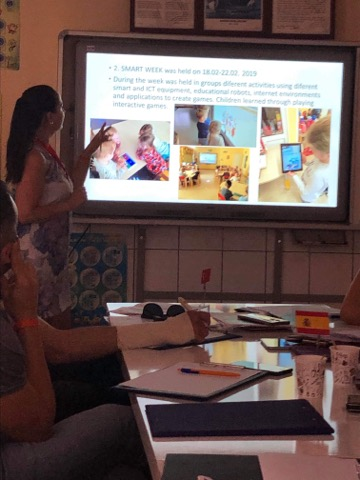 • 2. SMART WEEK was held on 18.02-22.02. 2019
• During the week was held in groups diferent activities using diferent
smart and ICT equipment, educational robots, internet environments
and applications to create games. Children learned through playing
interactive games.